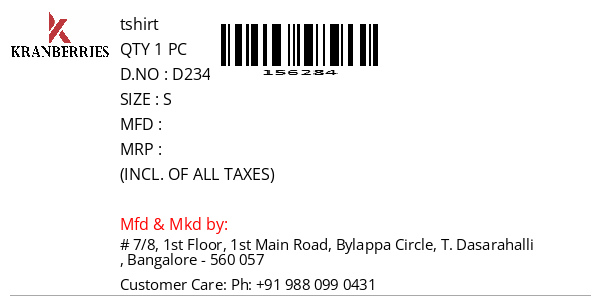 KRANBERRIES
tshirt
QTY 1 PC
D.NO : D234
SIZE : S
MFD :
MRP :
(INCL. OF ALL TAXES)
156284
Mfd & Mkd by:
# 7/8, 1st Floor, 1st Main Road, Bylappa Circle, T. Dasarahalli
, Bangalore - 560 057
Customer Care: Ph: +91 988 099 0431